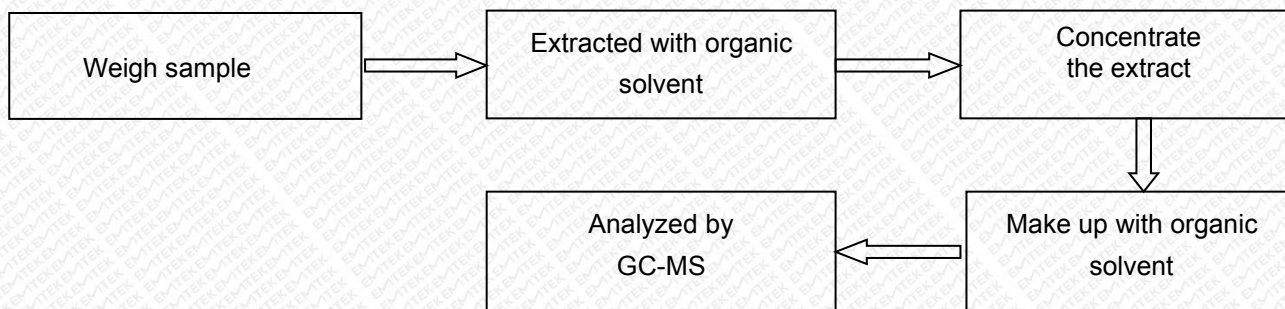 Weigh sample
Extracted with organic
solvent
Concentrate
the extract
Make up with organic
solvent
Analyzed by
GC-MS